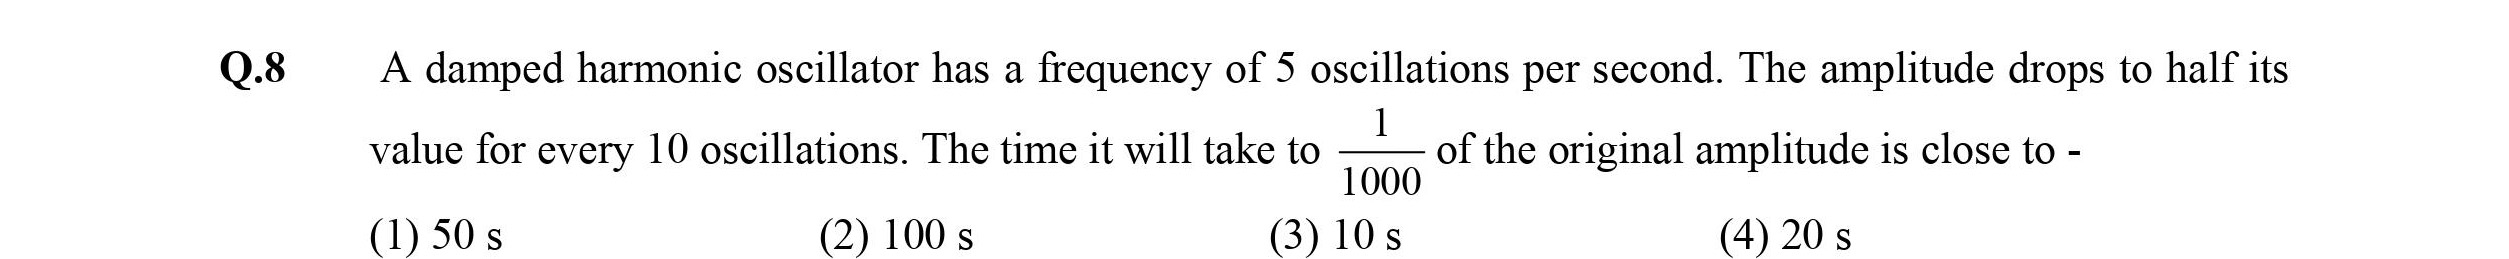 Q.8 A damped harmonic oscillator has a frequency of 5 oscillations per second. The amplitude drops to half its
value for every 10 oscillations. The time it will take to 1/1000 of the original amplitude is close to -
(1) 50 s (2) 100 s (3) 10 s (4) 20 s